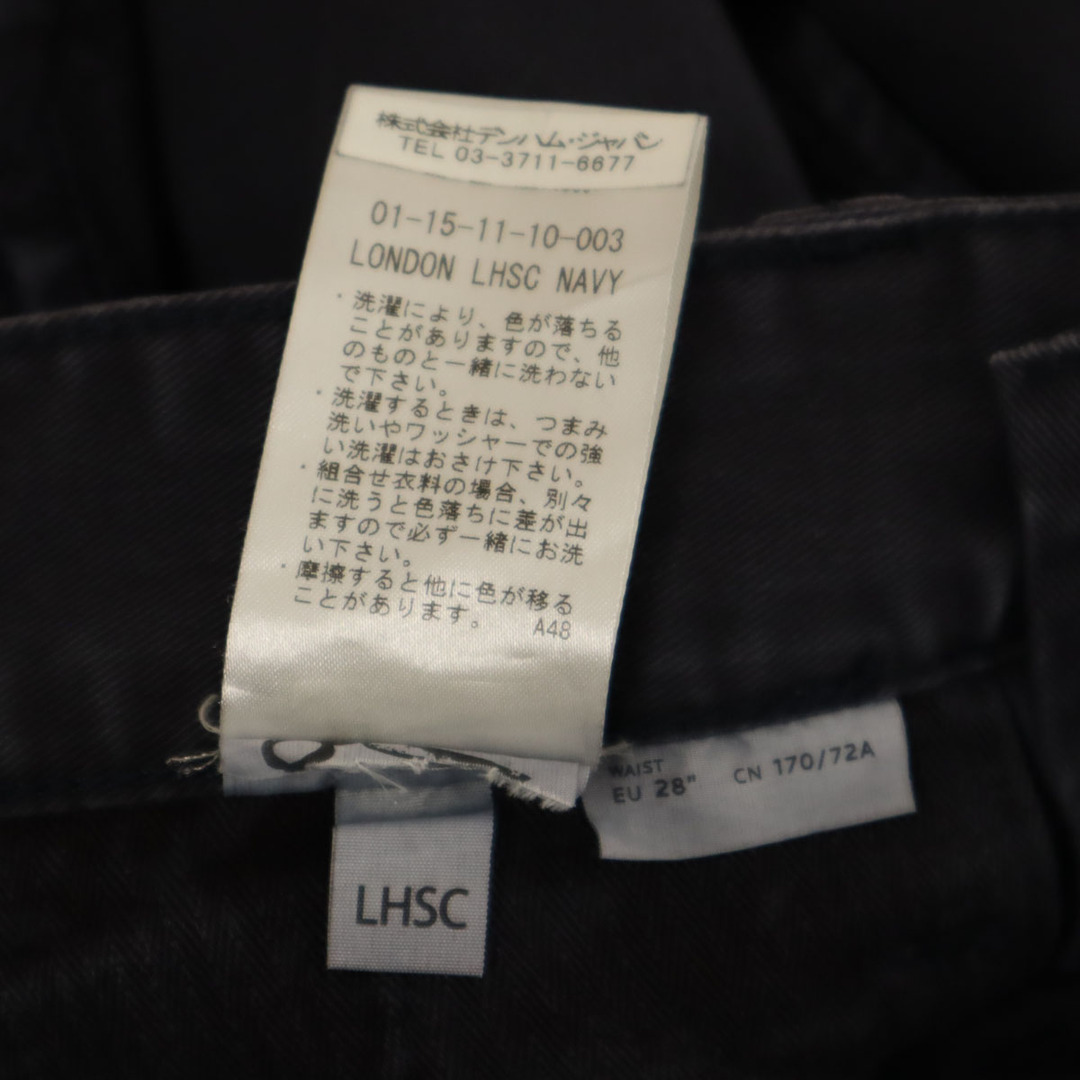 株式会社デンハム・ジャパン
TEL 03-3711-6677
01-15-11-10-003
LONDON LHSC NAVY
・洗濯により、色が落ちる
ことがありますので、他
のものと一緒に洗わない
で下さい。
・洗濯するときは、つまみ
洗いやワッシャーでの強
い洗濯はおさけ下さい。
・組合せ衣料の場合、別々
に洗うと色落ちに差が出
ますので必ず一緒にお洗
い下さい。
・摩擦すると他に色が移る
ことがあります。 A48
WAIST
EU 28" CN 170/72A
LHSC